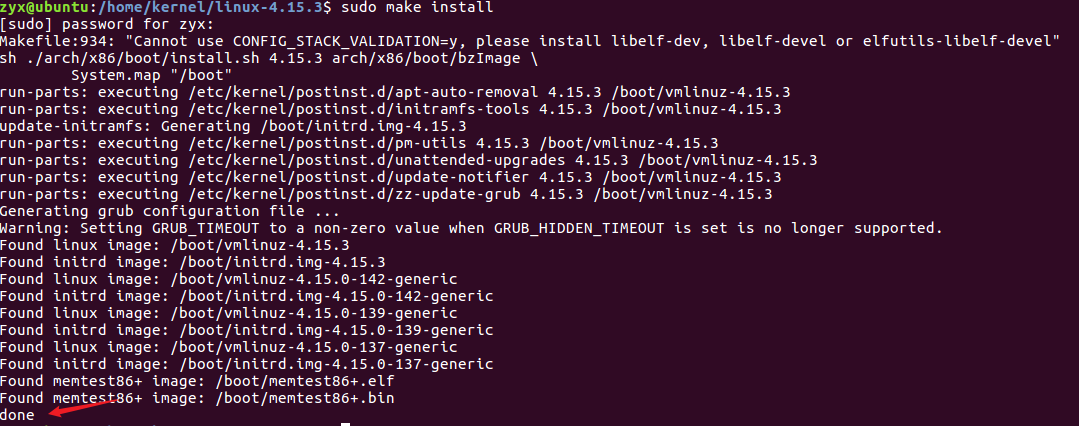 zyx@ubuntu:/home/kernel/linux-4.15.3$ sudo make install
[sudo] password for zyx:
Makefile:934: "Cannot use CONFIG_STACK_VALIDATION=y, please install libelf-dev, libelf-devel or elfutils-libelf-devel"
sh ./arch/x86/boot/install.sh 4.15.3 arch/x86/boot/bzImage \
        System.map "/boot"
run-parts: executing /etc/kernel/postinst.d/apt-auto-removal 4.15.3 /boot/vmlinuz-4.15.3
run-parts: executing /etc/kernel/postinst.d/initramfs-tools 4.15.3 /boot/vmlinuz-4.15.3
update-initramfs: Generating /boot/initrd.img-4.15.3
run-parts: executing /etc/kernel/postinst.d/pm-utils 4.15.3 /boot/vmlinuz-4.15.3
run-parts: executing /etc/kernel/postinst.d/unattended-upgrades 4.15.3 /boot/vmlinuz-4.15.3
run-parts: executing /etc/kernel/postinst.d/update-notifier 4.15.3 /boot/vmlinuz-4.15.3
run-parts: executing /etc/kernel/postinst.d/zz-update-grub 4.15.3 /boot/vmlinuz-4.15.3
Generating grub configuration file ...
Warning: Setting GRUB_TIMEOUT to a non-zero value when GRUB_HIDDEN_TIMEOUT is set is no longer supported.
Found linux image: /boot/vmlinuz-4.15.3
Found initrd image: /boot/initrd.img-4.15.3
Found linux image: /boot/vmlinuz-4.15.0-142-generic
Found initrd image: /boot/initrd.img-4.15.0-142-generic
Found linux image: /boot/vmlinuz-4.15.0-139-generic
Found initrd image: /boot/initrd.img-4.15.0-139-generic
Found linux image: /boot/vmlinuz-4.15.0-137-generic
Found initrd image: /boot/initrd.img-4.15.0-137-generic
Found memtest86+ image: /boot/memtest86+.elf
Found memtest86+ image: /boot/memtest86+.bin
done